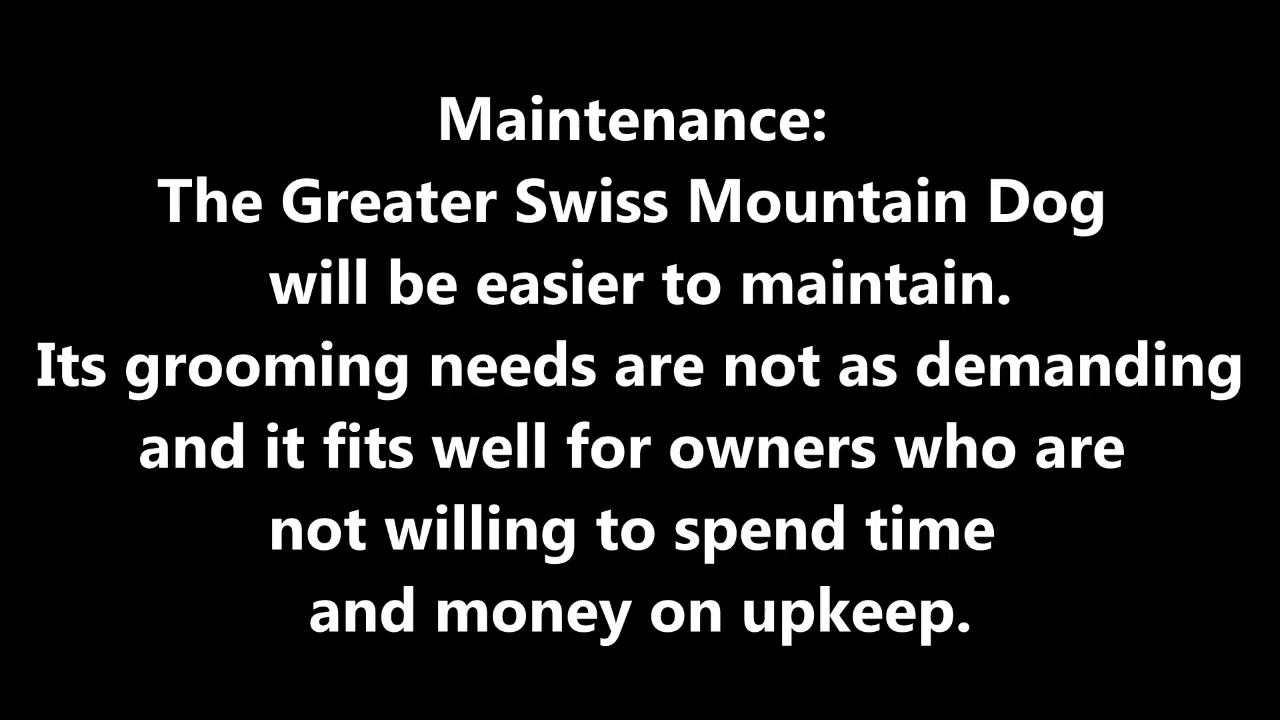 Maintenance:
The Greater Swiss Mountain Dog
will be easier to maintain.
Its grooming needs are not as demanding
and it fits well for owners who are
not willing to spend time
and money on upkeep.